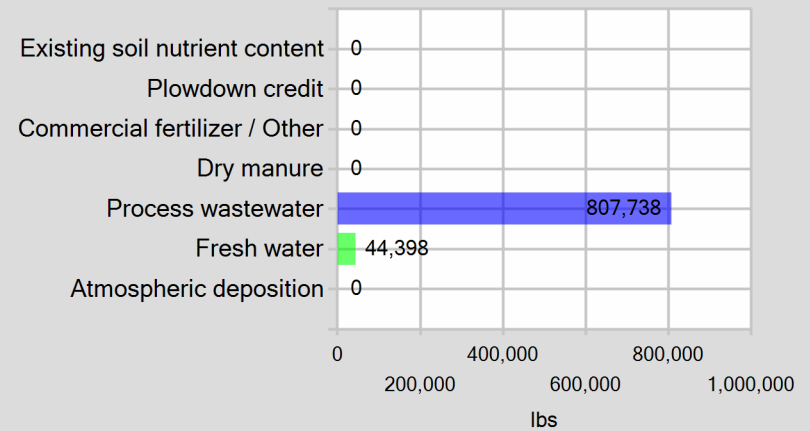 Existing soil nutrient content 0
Plowdown credit 0
Commercial fertilizer / Other 0
Dry manure 0
Process wastewater 807,738
Fresh water 44,398
Atmospheric deposition 0
0 400,000 800,000
200,000 600,000 1,000,000
lbs